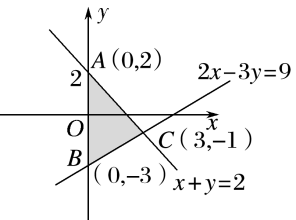 y
A(0,2)
2
2x−3y=9
O
x
C(3,−1)
B
(0,−3)
x+y=2